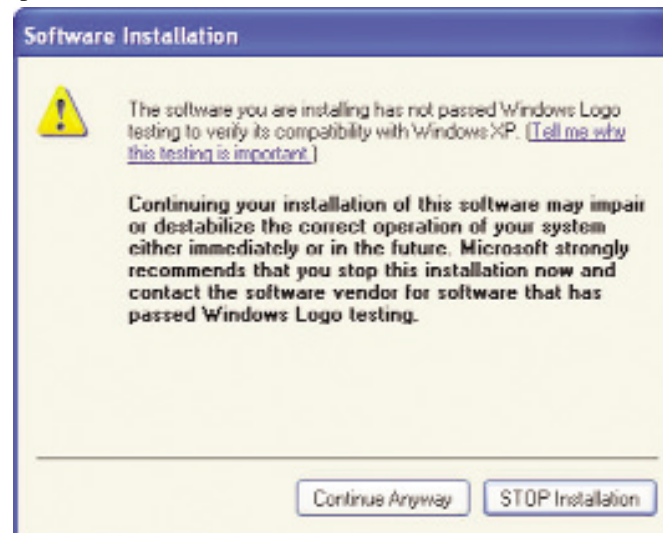 Software Installation
The software you are installing has not passed Windows Logo
testing to verify its compatibility with Windows XP. (Tell me why
this testing is important.)
Continuing your installation of this software may impair
or destabilize the correct operation of your system
either immediately or in the future. Microsoft strongly
recommends that you stop this installation now and
contact the software vendor for software that has
passed Windows Logo testing.
Continue Anyway
STOP Installation